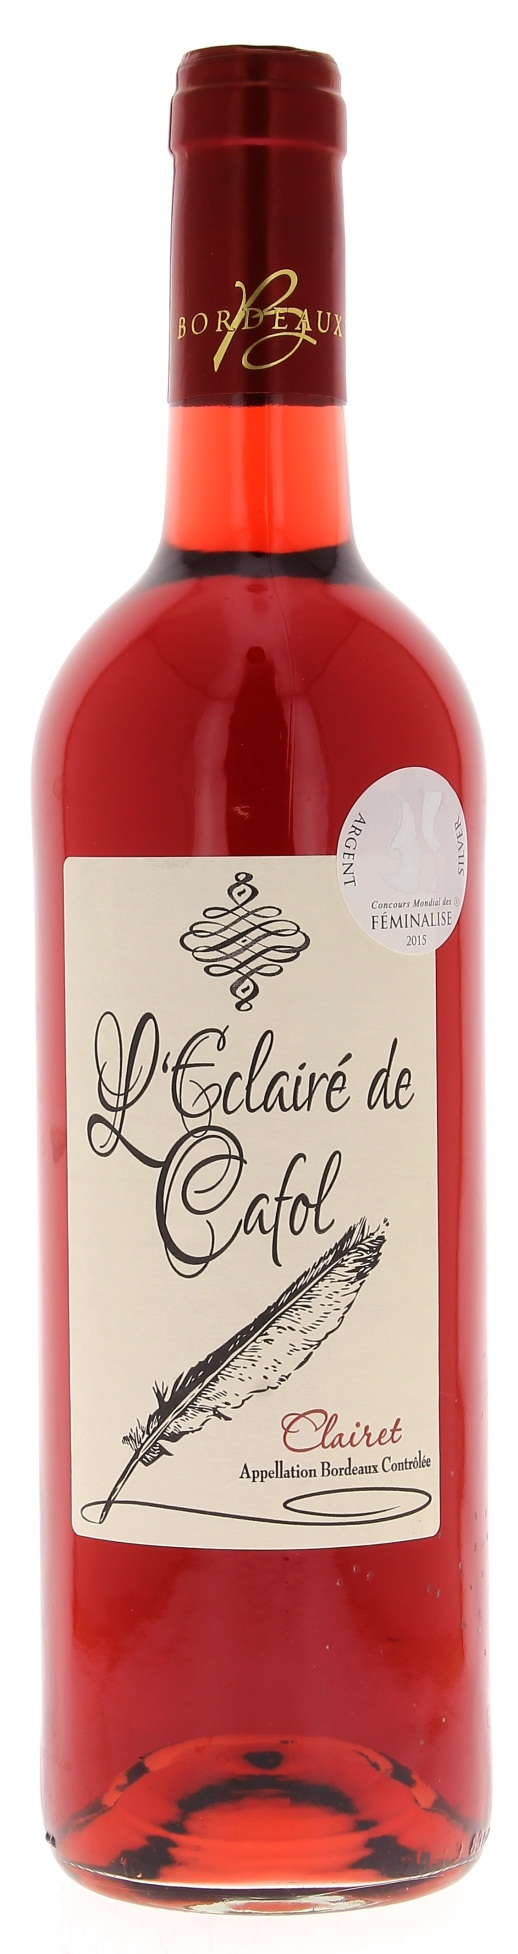 BORDEAUX
B
ARGENT
SILVER
Concours Mondial des
FÉMINALISE
2015
L'Eclairé de
Cafol
Clairet
Appellation Bordeaux Contrôlée